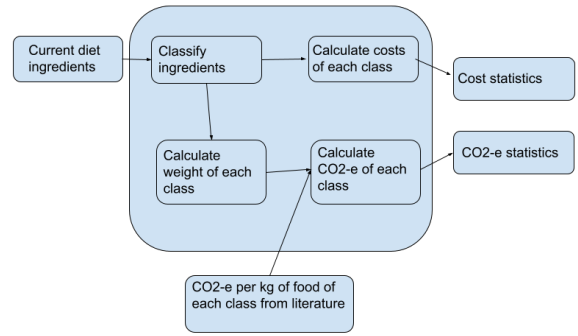 Current diet
ingredients
Classify
ingredients
Calculate costs
of each class
Cost statistics
Calculate
weight of each
class
Calculate
CO2-e of each
class
CO2-e statistics
CO2-e per kg of food of
each class from literature